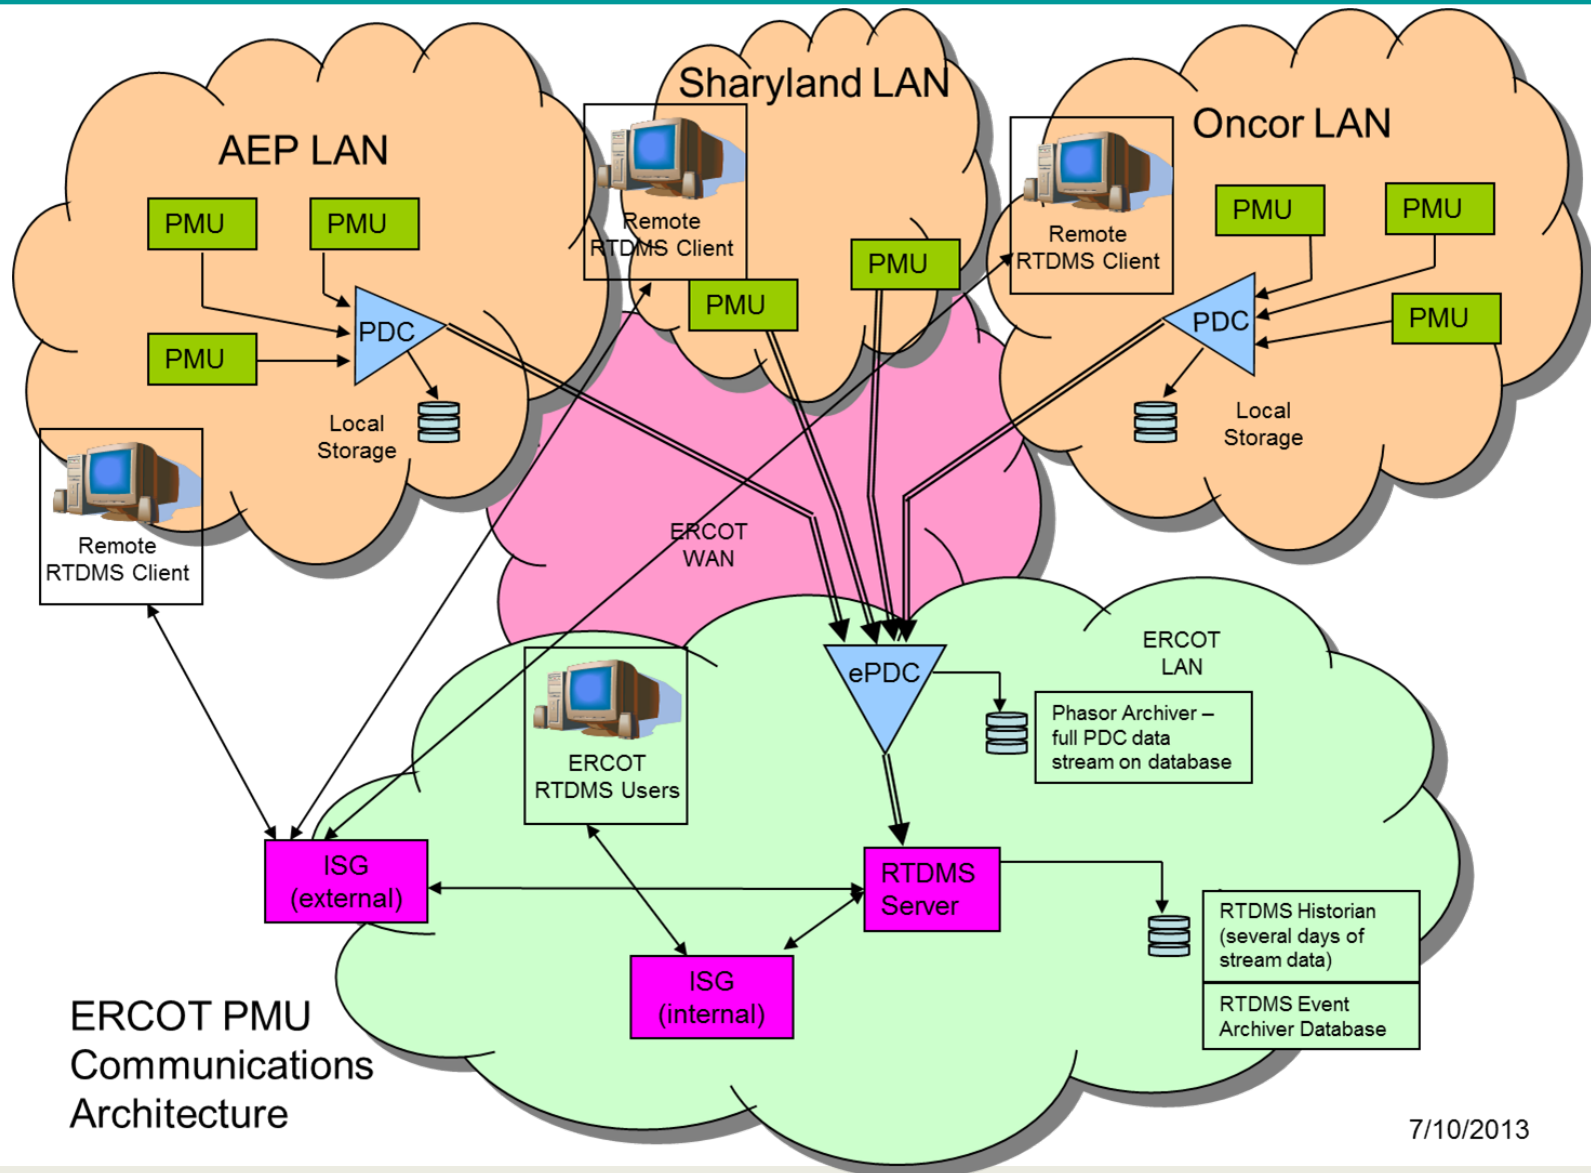 Sharyland LAN
AEP LAN
Oncor LAN
PMU
PMU
PMU
PDC
Local
Storage
Remote
RTDMS Client
Remote
RTDMS Client
PMU
PMU
Remote
RTDMS Client
PMU
PMU
PMU
PDC
Local
Storage
ERCOT
WAN
ERCOT
LAN
ePDC
Phasor Archiver –
full PDC data
stream on database
ERCOT
RTDMS Users
ISG
(external)
RTDMS
Server
ISG
(internal)
RTDMS Historian
(several days of
stream data)
RTDMS Event
Archiver Database
ERCOT PMU
Communications
Architecture
7/10/2013